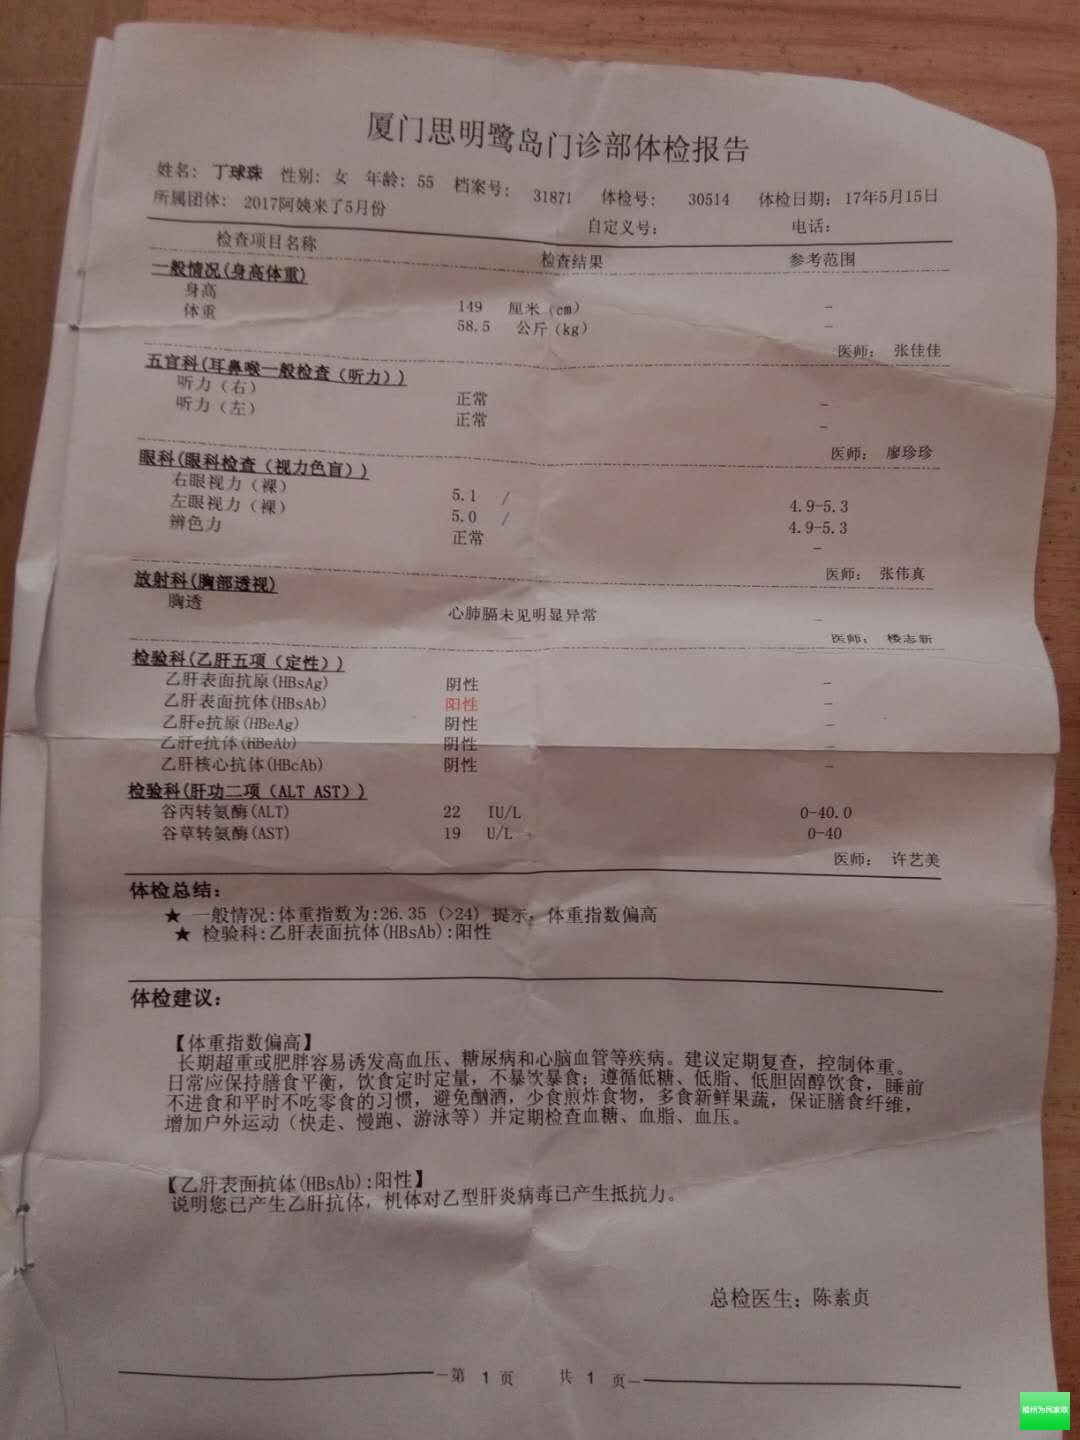 厦门思明鹭岛门诊部体检报告
姓名: 丁球珠 性别: 女 年龄: 55 档案号: 31871 体检号: 30514 体检日期: 17年5月15日
所属团体: 2017阿姨来了5月份 自定义号: 电话:
检查项目名称 检查结果 参考范围
一般情况(身高体重)
身高 149 厘米(cm) —
体重 58.5 公斤(kg) —
医师: 张佳佳
五官科(耳鼻喉一般检查(听力))
听力(右) 正常 —
听力(左) 正常 —
医师: 廖珍珍
眼科(眼科检查(视力色盲))
右眼视力(裸) 5.1 / 4.9-5.3
左眼视力(裸) 5.0 / 4.9-5.3
辨色力 正常 —
医师: 张伟真
放射科(胸部透视)
胸透 心肺膈未见明显异常 —
医师: 楼志新
检验科(乙肝五项(定性))
乙肝表面抗原(HBsAg) 阴性 —
乙肝表面抗体(HBsAb) 阳性 —
乙肝e抗原(HBeAg) 阴性 —
乙肝e抗体(HBeAb) 阴性 —
乙肝核心抗体(HBcAb) 阴性 —
检验科(肝功二项(ALT AST))
谷丙转氨酶(ALT) 22 IU/L 0-40.0
谷草转氨酶(AST) 19 U/L 0-40
医师: 许艺美
体检总结:
★ 一般情况:体重指数为:26.35 (>24) 提示, 体重指数偏高
★ 检验科:乙肝表面抗体(HBsAb):阳性
体检建议:
【体重指数偏高】
长期超重或肥胖容易诱发高血压、糖尿病和心脑血管等疾病。建议定期复查，控制体重。
日常应保持膳食平衡，饮食定时定量，不暴饮暴食；遵循低糖、低脂、低胆固醇饮食，睡前
不进食和平时不吃零食的习惯，避免酗酒，少食煎炸食物，多食新鲜果蔬，保证膳食纤维，
增加户外运动（快走、慢跑、游泳等）并定期检查血糖、血脂、血压。
【乙肝表面抗体(HBsAb):阳性】
说明您已产生乙肝抗体，机体对乙型肝炎病毒已产生抵抗力。
总检医生: 陈素贞
—第 1 页 共 1 页—
福州为民家政